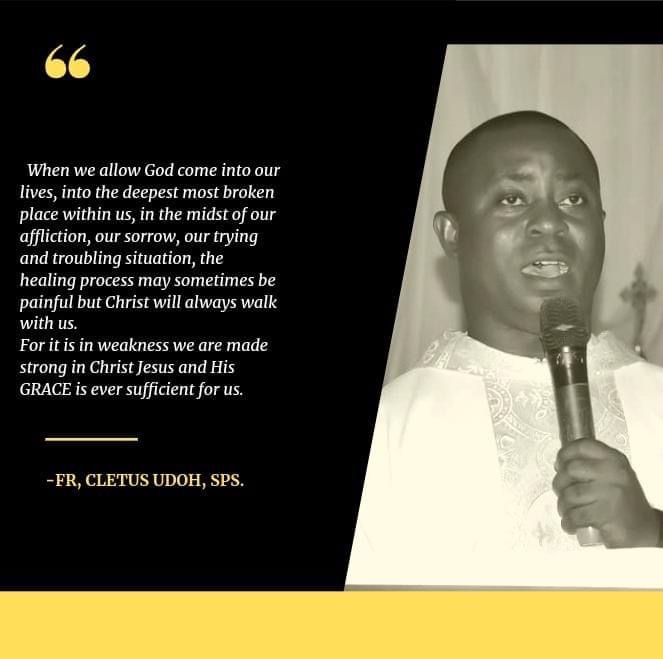 When we allow God come into our
lives, into the deepest most broken
place within us, in the midst of our
affliction, our sorrow, our trying
and troubling situation, the
healing process may sometimes be
painful but Christ will always walk
with us.
For it is in weakness we are made
strong in Christ Jesus and His
GRACE is ever sufficient for us.
-FR, CLETUS UDOH, SPS.